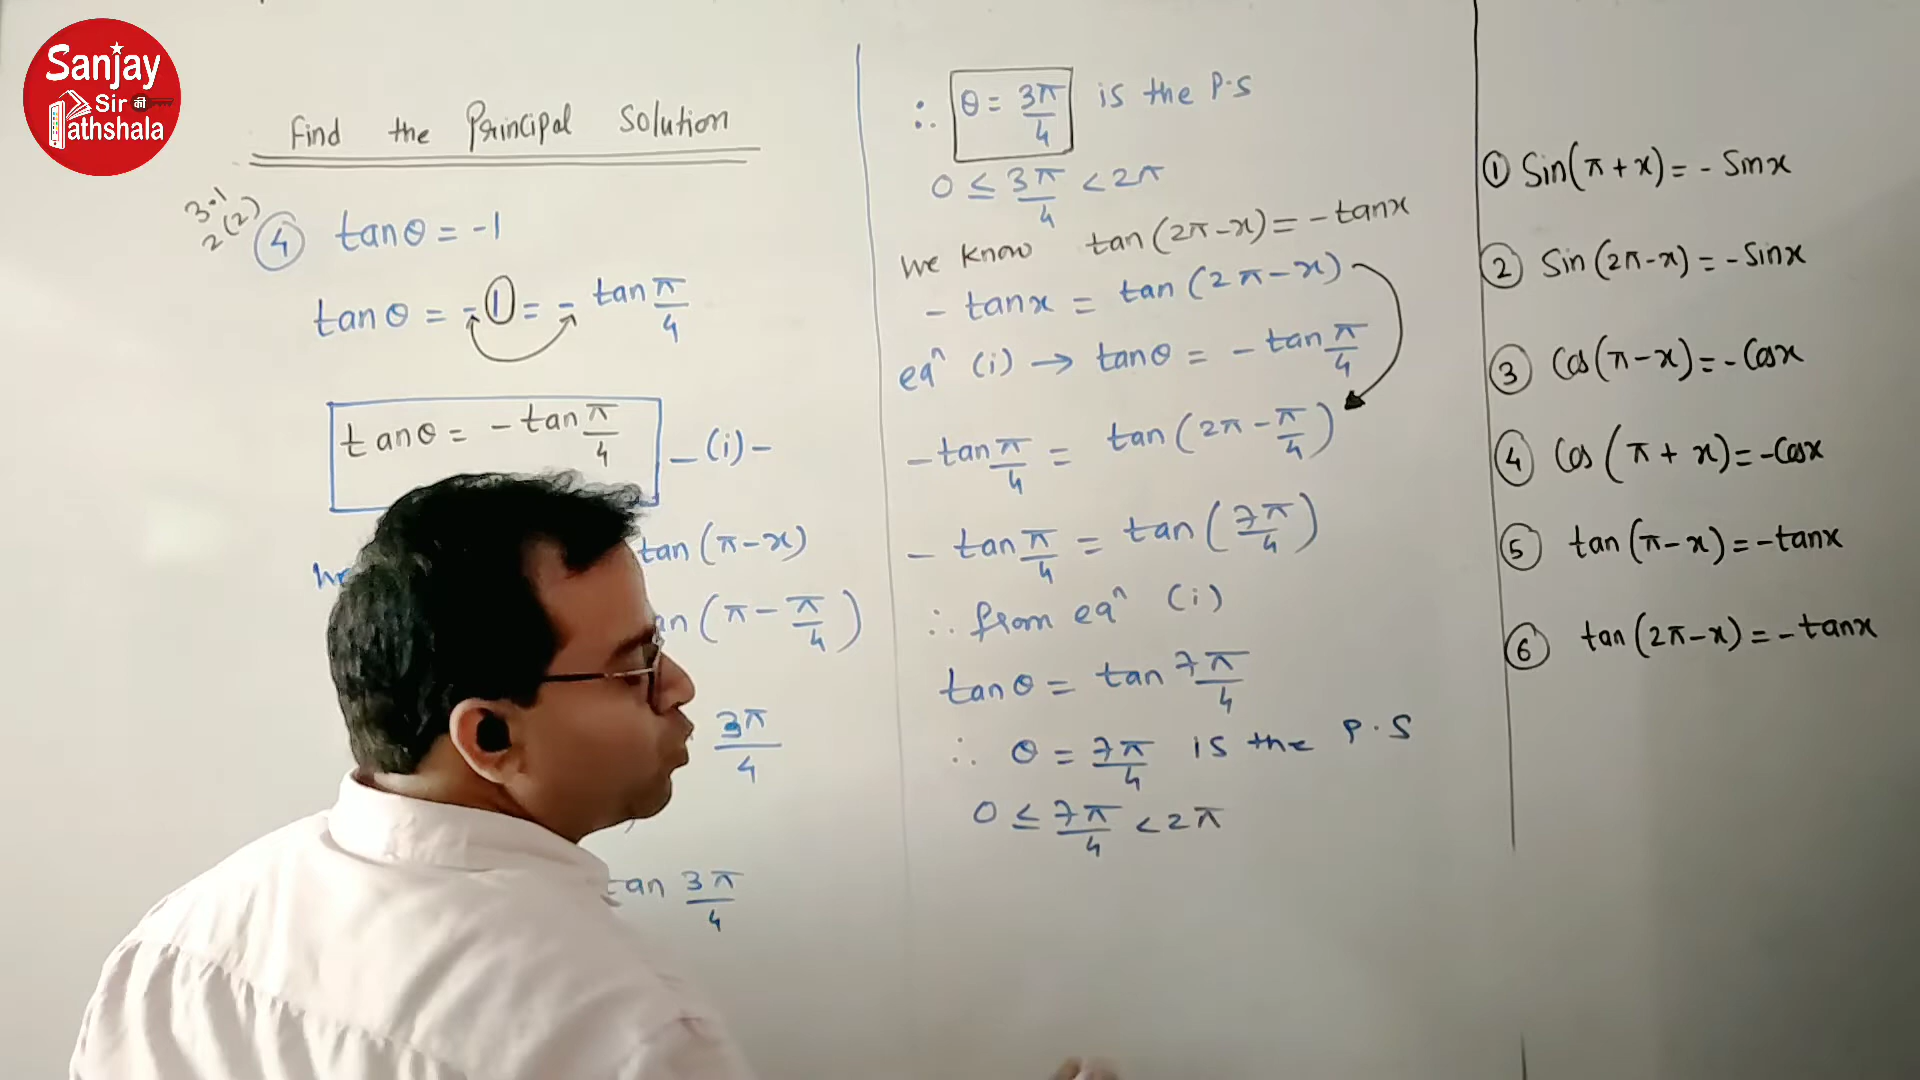 Sanjay
Sir की
Pathshala
Find the Principal Solution
3.1
2(2)
④ tanθ = -1
tanθ = -1 = - tan π/4
tanθ = - tan π/4 —(i)-
tan(π-x)
an(π - π/4)
3π/4
tan 3π/4
∴ θ = 3π/4 is the P.S
0 ≤ 3π/4 < 2π
We know tan(2π-x) = -tanx
- tanx = tan(2π-x)
eqⁿ (i) → tanθ = - tan π/4
- tan π/4 = tan(2π - π/4)
- tan π/4 = tan(7π/4)
∴ from eqⁿ (i)
tanθ = tan 7π/4
∴ θ = 7π/4 is the P.S
0 ≤ 7π/4 < 2π
① Sin(π+x) = - Sinx
② Sin(2π-x) = - Sinx
③ Cos(π-x) = - Cosx
④ Cos(π+x) = -Cosx
⑤ tan(π-x) = -tanx
⑥ tan(2π-x) = -tanx